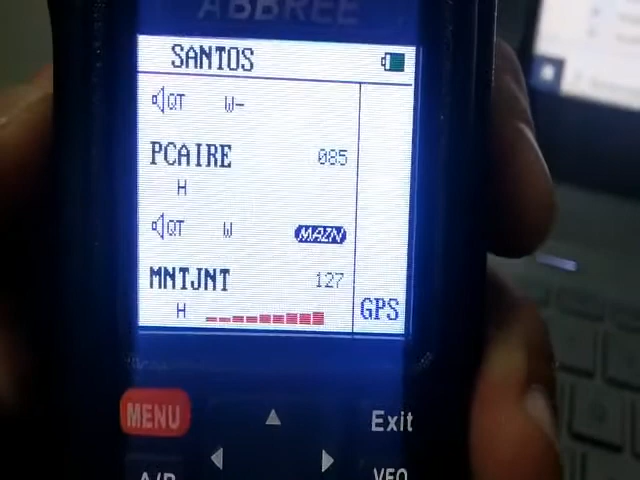 ABBREE
SANTOS
QT W-
PCAIRE 085
H
QT W MAZN
MNTJNT 127
H
GPS
MENU Exit
A/B VFO